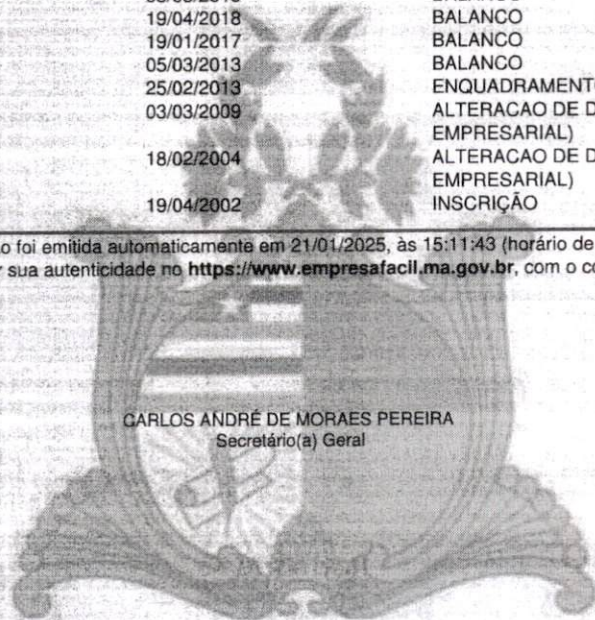 19/04/2018 BALANCO
19/01/2017 BALANCO
05/03/2013 BALANCO
25/02/2013 ENQUADRAMENTO
03/03/2009 ALTERACAO DE D
EMPRESARIAL)
18/02/2004 ALTERACAO DE D
EMPRESARIAL)
19/04/2002 INSCRIÇÃO
o foi emitida automaticamente em 21/01/2025, às 15:11:43 (horário de
r sua autenticidade no https://www.empresafacil.ma.gov.br, com o co
CARLOS ANDRÉ DE MORAES PEREIRA
Secretário(a) Geral